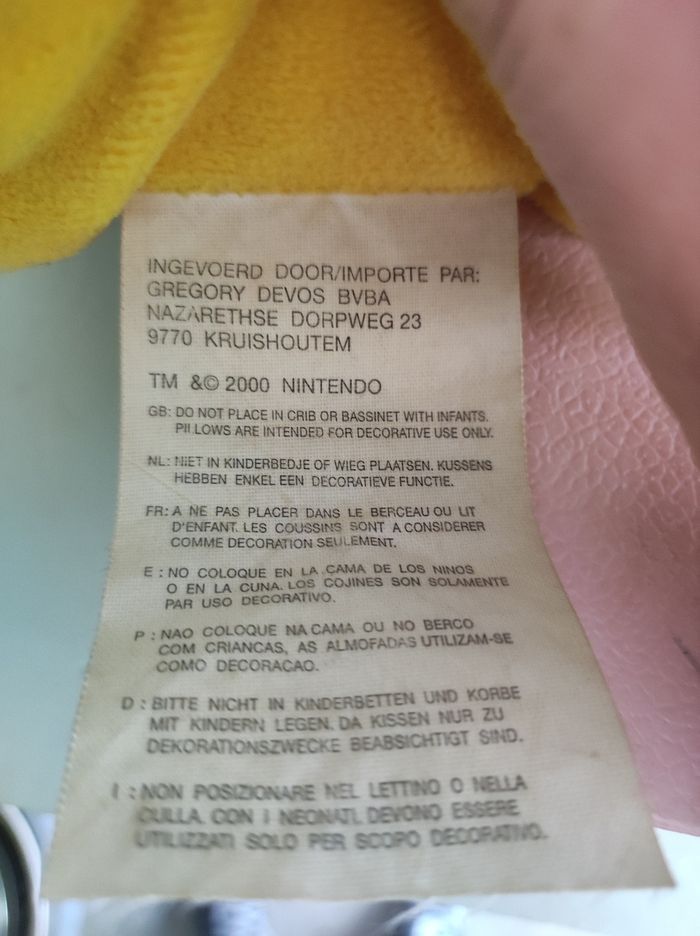 INGEVOERD DOOR/IMPORTE PAR:
GREGORY DEVOS BVBA
NAZARETHSE DORPWEG 23
9770 KRUISHOUTEM
TM &© 2000 NINTENDO
GB: DO NOT PLACE IN CRIB OR BASSINET WITH INFANTS.
PILLOWS ARE INTENDED FOR DECORATIVE USE ONLY.
NL: NIET IN KINDERBEDJE OF WIEG PLAATSEN. KUSSENS
HEBBEN ENKEL EEN DECORATIEVE FUNCTIE.
FR: A NE PAS PLACER DANS LE BERCEAU OU LIT
D'ENFANT. LES COUSSINS SONT A CONSIDERER
COMME DECORATION SEULEMENT.
E : NO COLOQUE EN LA CAMA DE LOS NINOS
O EN LA CUNA. LOS COJINES SON SOLAMENTE
PAR USO DECORATIVO.
P : NAO COLOQUE NA CAMA OU NO BERCO
COM CRIANCAS, AS ALMOFADAS UTILIZAM-SE
COMO DECORACAO.
D : BITTE NICHT IN KINDERBETTEN UND KORBE
MIT KINDERN LEGEN. DA KISSEN NUR ZU
DEKORATIONSZWECKE BEABSICHTIGT SIND.
I : NON POSIZIONARE NEL LETTINO O NELLA
CULLA. CON I NEONATI. DEVONO ESSERE
UTILIZZATI SOLO PER SCOPO DECORATIVO.